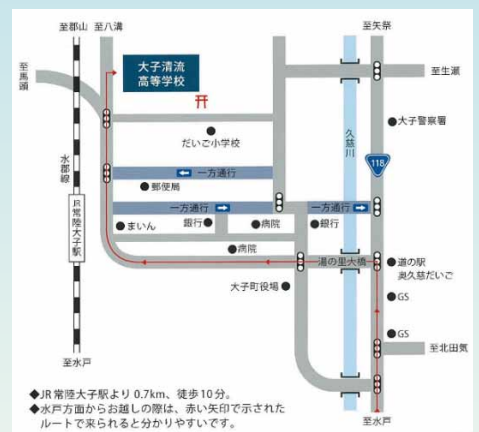 至郡山
至八溝
至矢祭
至馬頭
大子清流
高等学校
至生瀬
大子警察署
だいご小学校
久慈川
118
水郡線
一方通行
郵便局
JR常陸大子駅
一方通行
一方通行
まいん
銀行
病院
銀行
病院
道の里大橋
道の駅
奥久慈だいご
大子町役場
GS
GS
至北田気
至水戸
至水戸
◆JR常陸大子駅より0.7km、徒歩10分。
◆水戸方面からお越しの際は、赤い矢印で示された
ルートで来られると分かりやすいです。